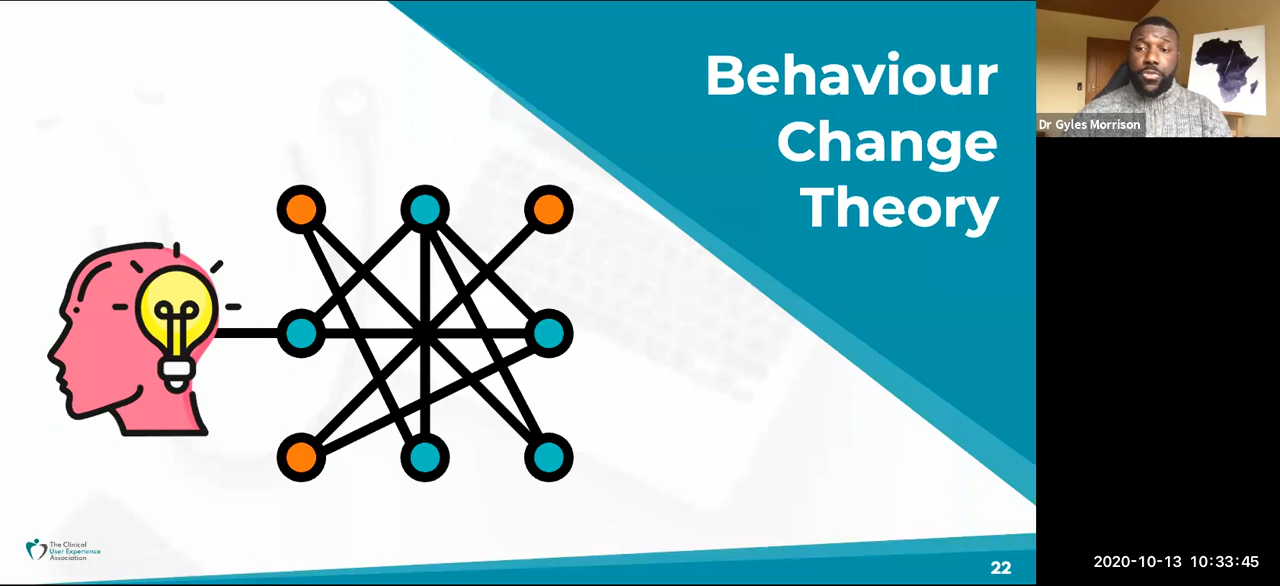 Behaviour
Change
Theory
Dr Gyles Morrison
The Clinical
User Experience
Association
22
2020-10-13 10:33:45